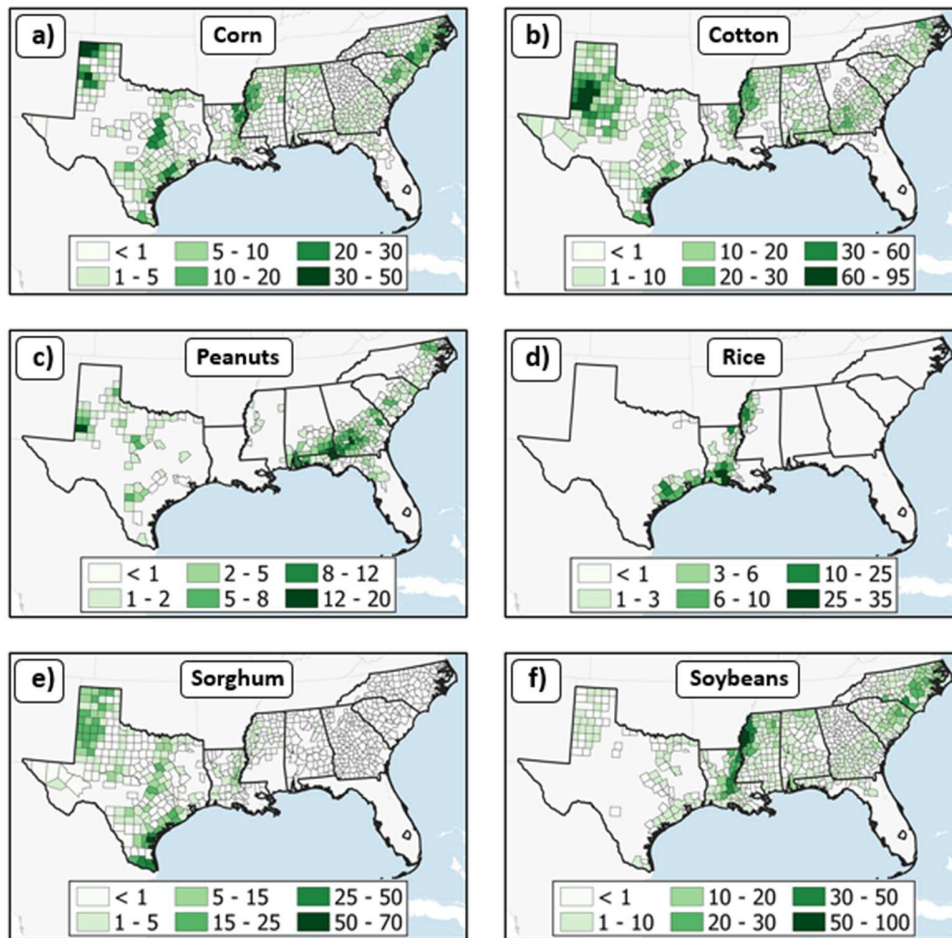 a) Corn
< 1 5 - 10 20 - 30
1 - 5 10 - 20 30 - 50
b) Cotton
< 1 10 - 20 30 - 60
1 - 10 20 - 30 60 - 95
c) Peanuts
< 1 2 - 5 8 - 12
1 - 2 5 - 8 12 - 20
d) Rice
< 1 3 - 6 10 - 25
1 - 3 6 - 10 25 - 35
e) Sorghum
< 1 5 - 15 25 - 50
1 - 5 15 - 25 50 - 70
f) Soybeans
< 1 10 - 20 30 - 50
1 - 10 20 - 30 50 - 100